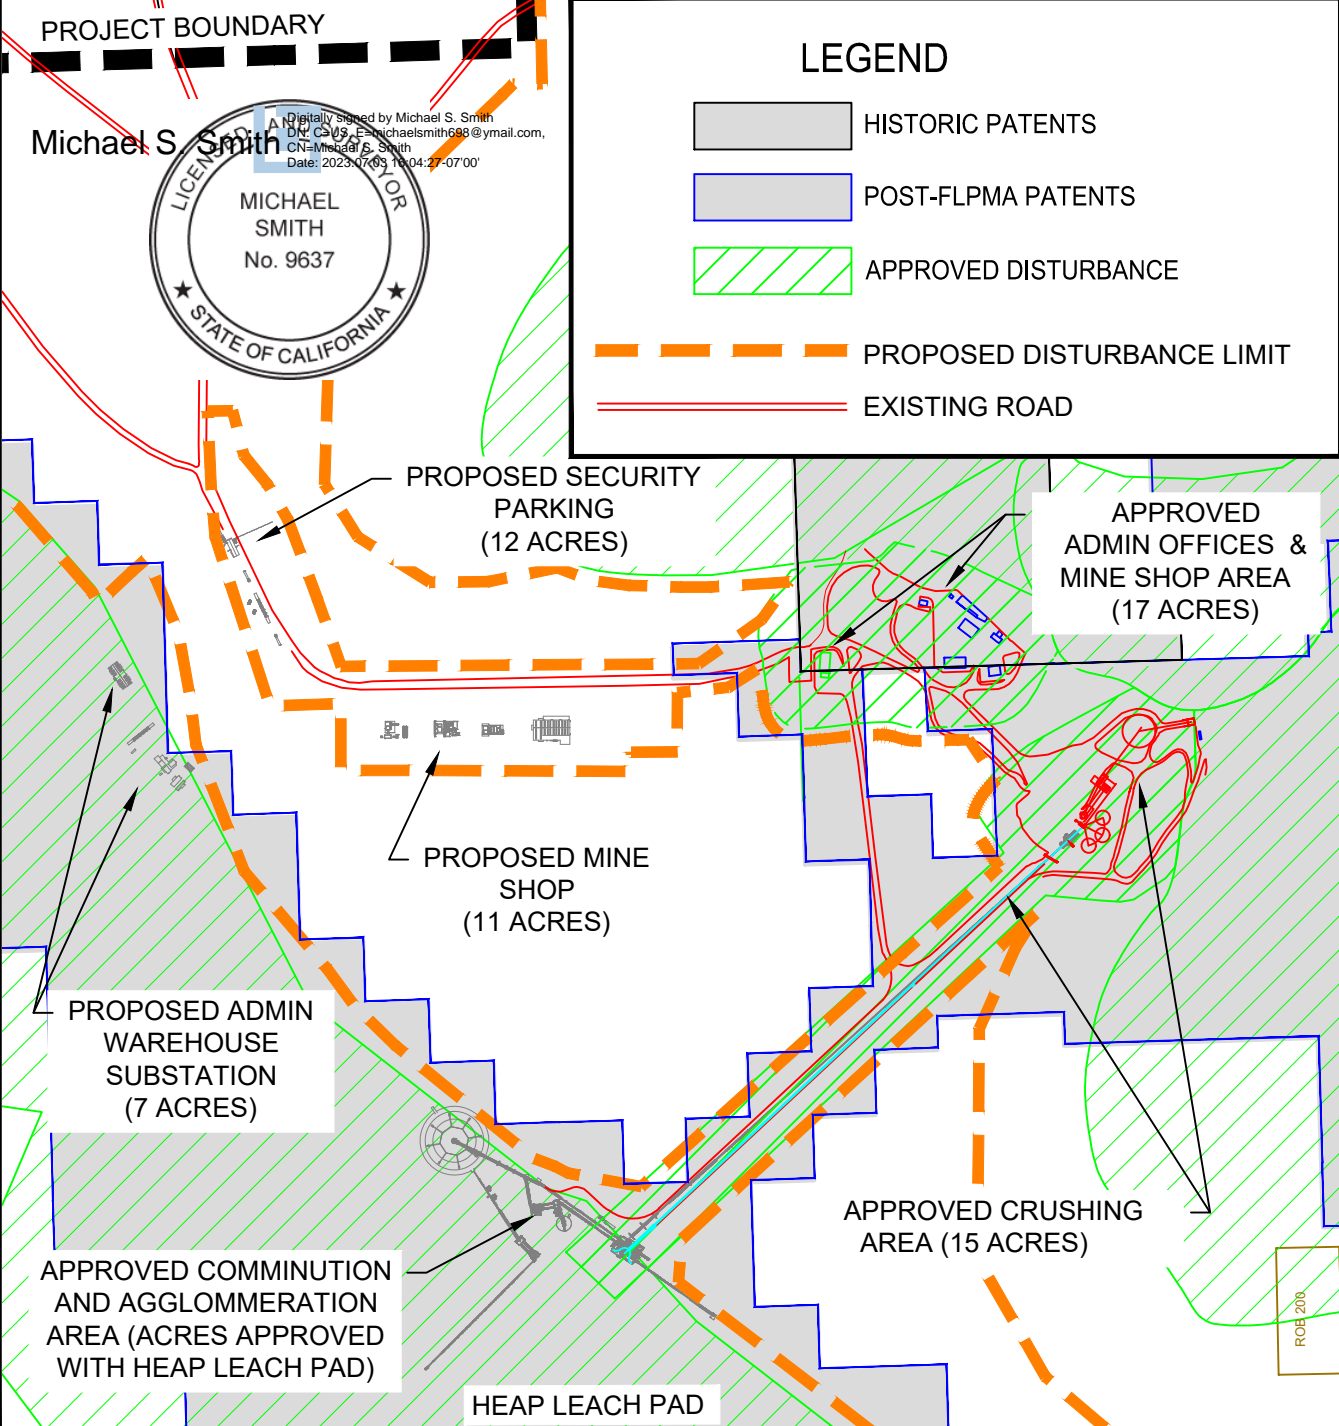 PROJECT BOUNDARY
Michael S. Smith
Digitally signed by Michael S. Smith
DN: C=US, E=michaelsmith698@ymail.com,
CN=Michael S. Smith
Date: 2023.07.03 16:04:27-07'00'
LICENSED LAND SURVEYOR
MICHAEL
SMITH
No. 9637
STATE OF CALIFORNIA
LEGEND
HISTORIC PATENTS
POST-FLPMA PATENTS
APPROVED DISTURBANCE
PROPOSED DISTURBANCE LIMIT
EXISTING ROAD
PROPOSED SECURITY
PARKING
(12 ACRES)
APPROVED
ADMIN OFFICES &
MINE SHOP AREA
(17 ACRES)
PROPOSED MINE
SHOP
(11 ACRES)
PROPOSED ADMIN
WAREHOUSE
SUBSTATION
(7 ACRES)
APPROVED CRUSHING
AREA (15 ACRES)
APPROVED COMMINUTION
AND AGGLOMMERATION
AREA (ACRES APPROVED
WITH HEAP LEACH PAD)
HEAP LEACH PAD
ROB 200